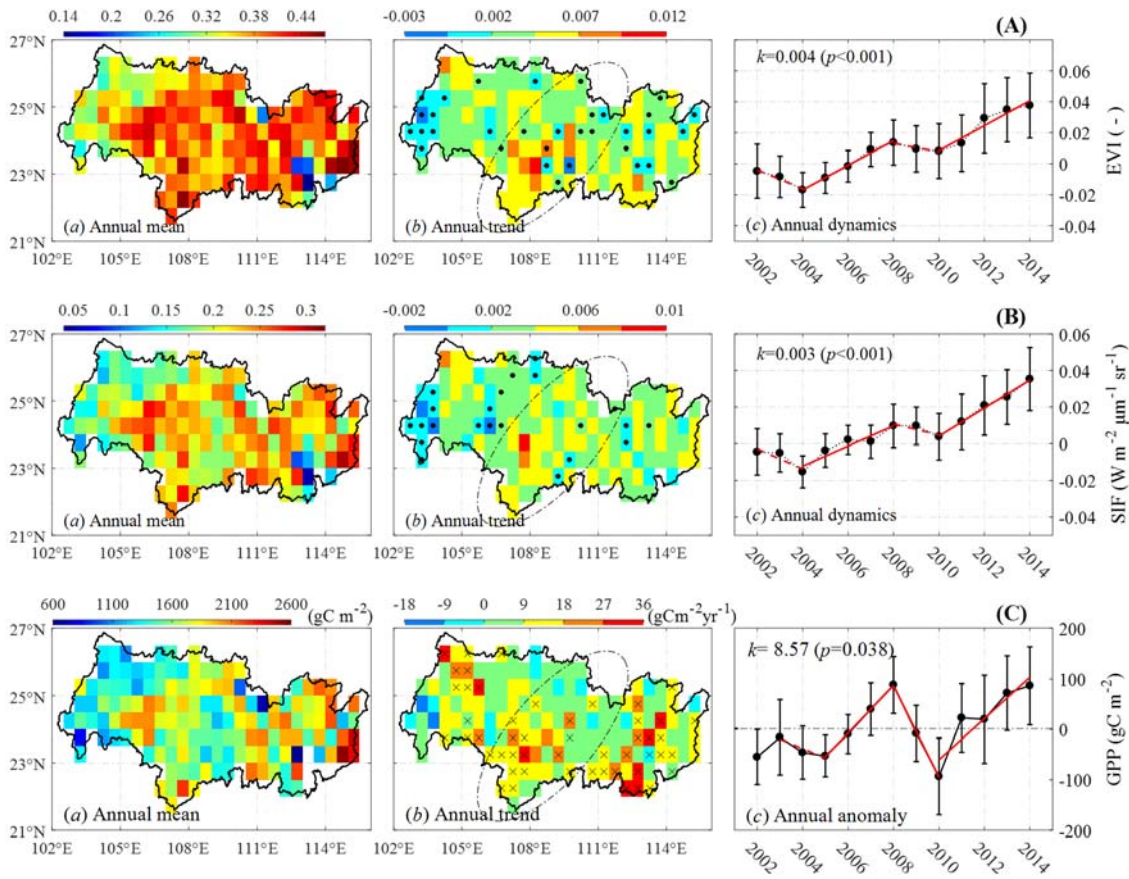 0.14 0.2 0.26 0.32 0.38 0.44
-0.003 0.002 0.007 0.012
(A)
27°N
25°N
23°N
21°N
(a) Annual mean
(b) Annual trend
k=0.004 (p<0.001)
(c) Annual dynamics
0.06
0.04
0.02
0
-0.02
-0.04
EVI ( - )
102°E 105°E 108°E 111°E 114°E
102°E 105°E 108°E 111°E 114°E
2002 2004 2006 2008 2010 2012 2014
0.05 0.1 0.15 0.2 0.25 0.3
-0.002 0.002 0.006 0.01
(B)
27°N
25°N
23°N
21°N
(a) Annual mean
(b) Annual trend
k=0.003 (p<0.001)
(c) Annual dynamics
0.06
0.04
0.02
0
-0.02
-0.04
SIF (W m⁻² μm⁻¹ sr⁻¹)
102°E 105°E 108°E 111°E 114°E
102°E 105°E 108°E 111°E 114°E
2002 2004 2006 2008 2010 2012 2014
600 1100 1600 2100 2600 (gC m⁻²)
-18 -9 0 9 18 27 36 (gCm⁻²yr⁻¹)
(C)
27°N
25°N
23°N
21°N
(a) Annual mean
(b) Annual trend
k= 8.57 (p=0.038)
(c) Annual anomaly
200
100
0
-100
-200
GPP (gC m⁻²)
102°E 105°E 108°E 111°E 114°E
102°E 105°E 108°E 111°E 114°E
2002 2004 2006 2008 2010 2012 2014